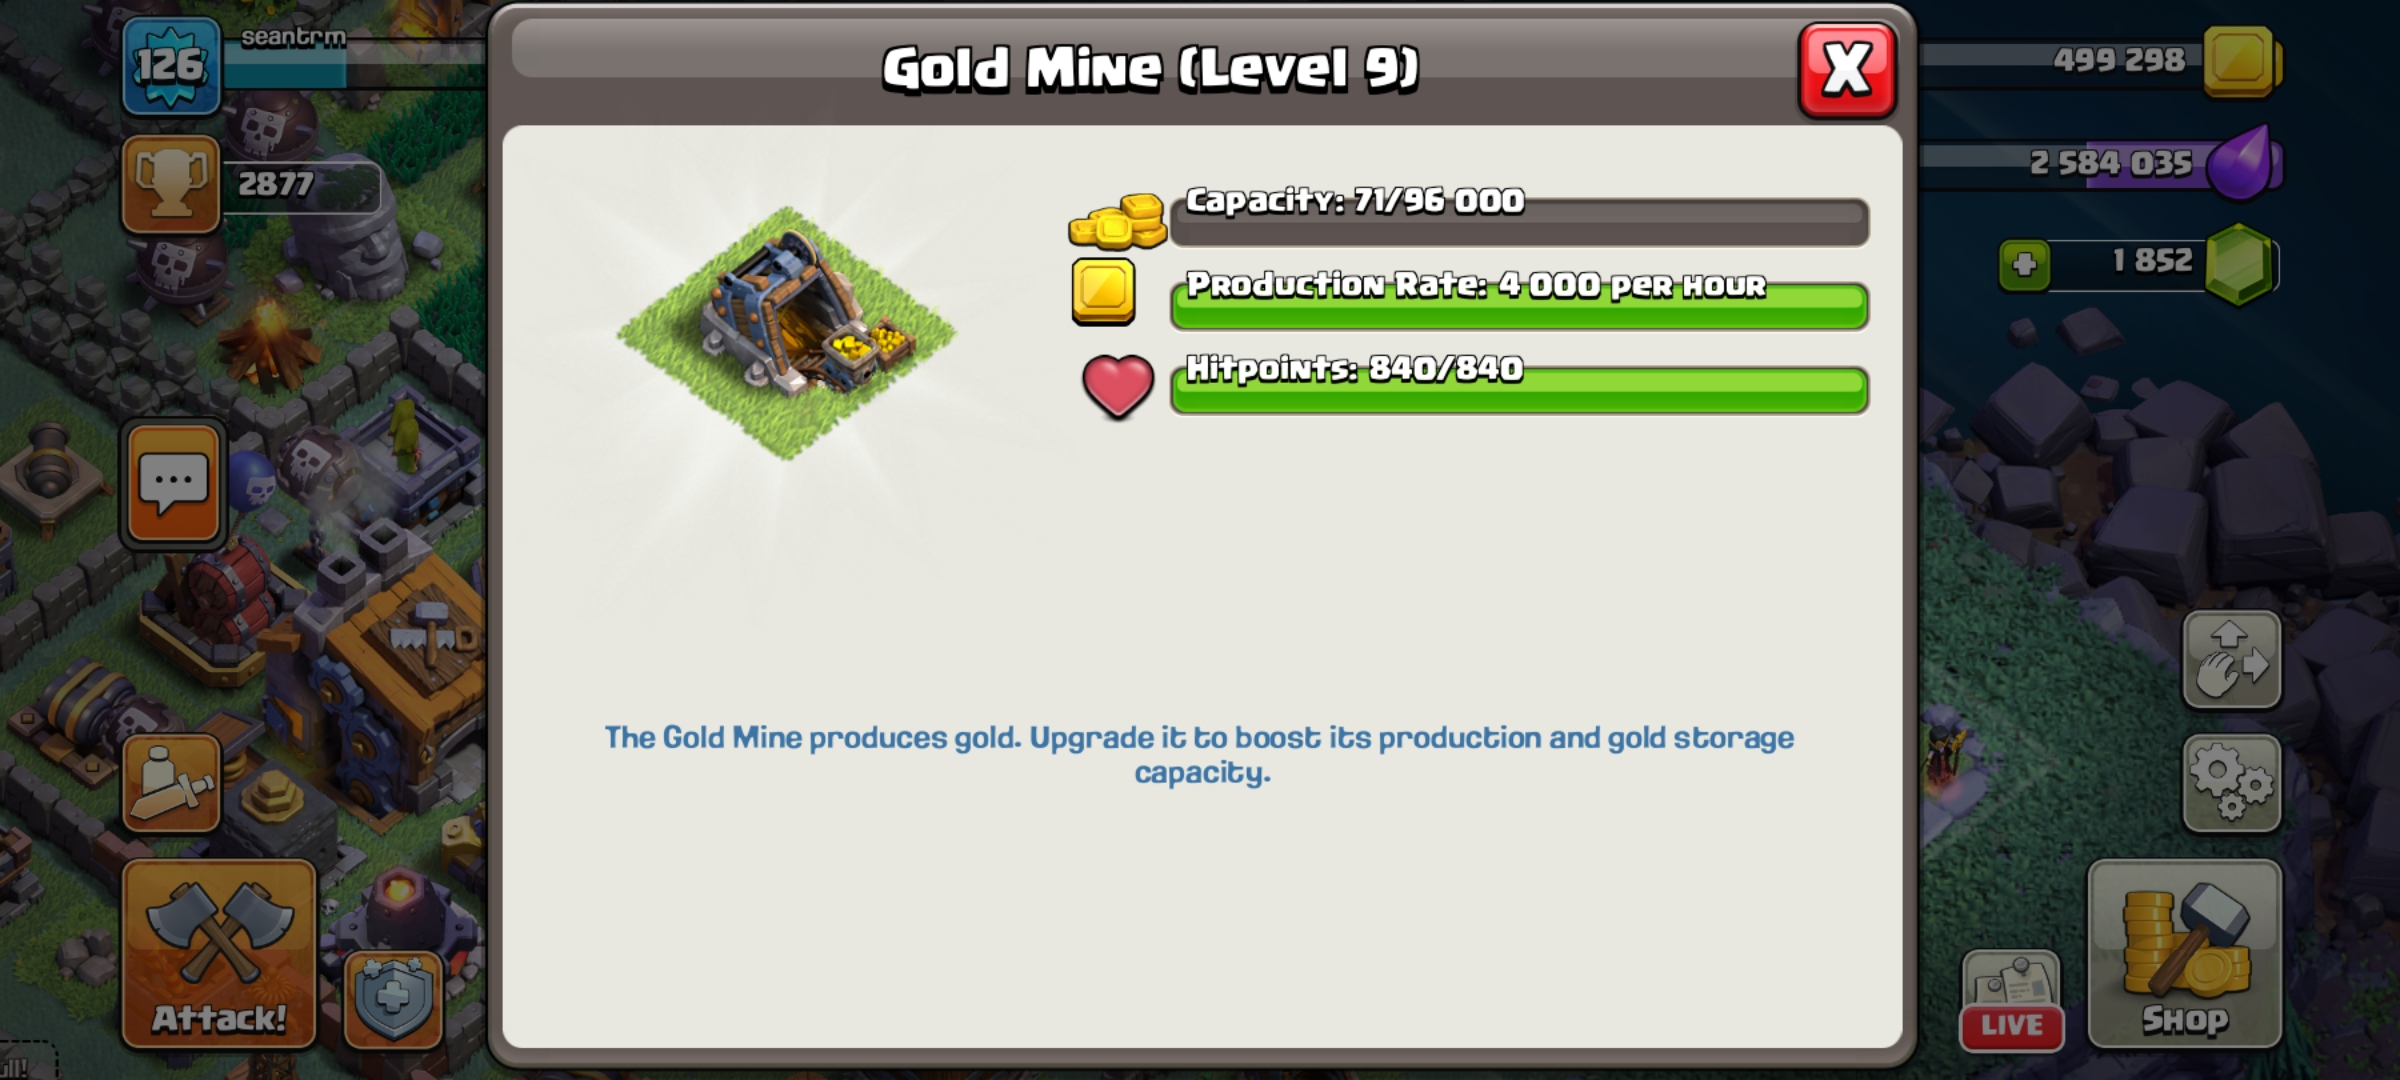 126
seantrm
Gold Mine (Level 9)
X
499 298
2877
2 584 035
1 852
Capacity: 71/96 000
Production Rate: 4 000 per hour
Hitpoints: 840/840
The Gold Mine produces gold. Upgrade it to boost its production and gold storage
capacity.
Attack!
LIVE
Shop